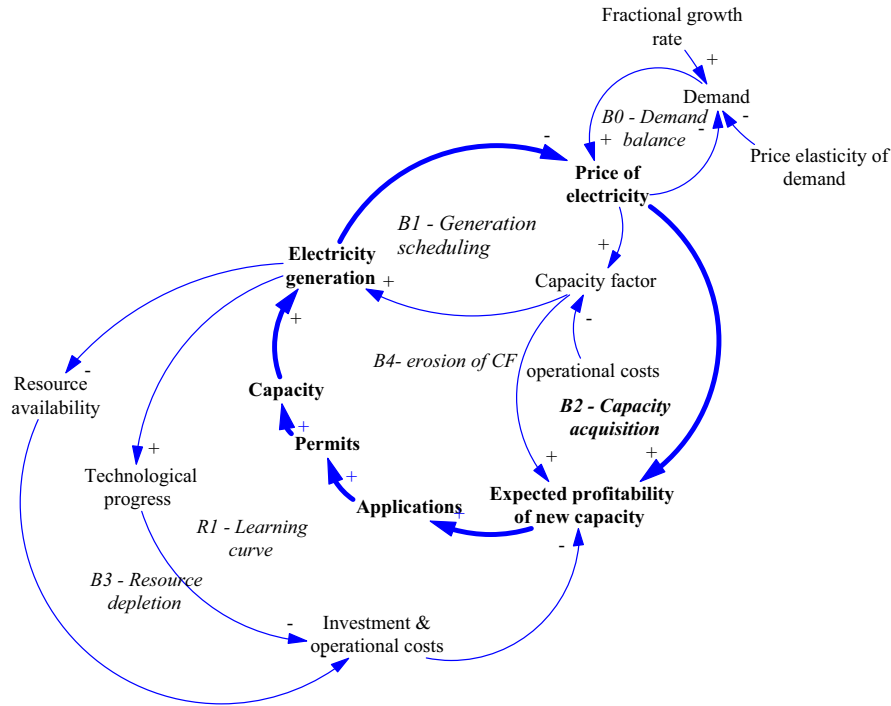 Fractional growth
rate
+
Demand
-
B0 - Demand
+ balance
-
Price elasticity of
demand
-
Price of
electricity
B1 - Generation
scheduling
Electricity
generation
+
+
Capacity factor
+
-
-
B4- erosion of CF
operational costs
Resource
availability
Capacity
B2 - Capacity
acquisition
+
Permits
+
+
+
Technological
progress
+
Applications
+
Expected profitability
of new capacity
R1 - Learning
curve
-
B3 - Resource
depletion
-
Investment &
operational costs
-